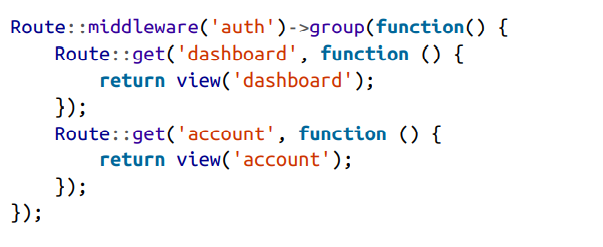 Route::middleware('auth')->group(function() {
    Route::get('dashboard', function () {
        return view('dashboard');
    });
    Route::get('account', function () {
        return view('account');
    });
});